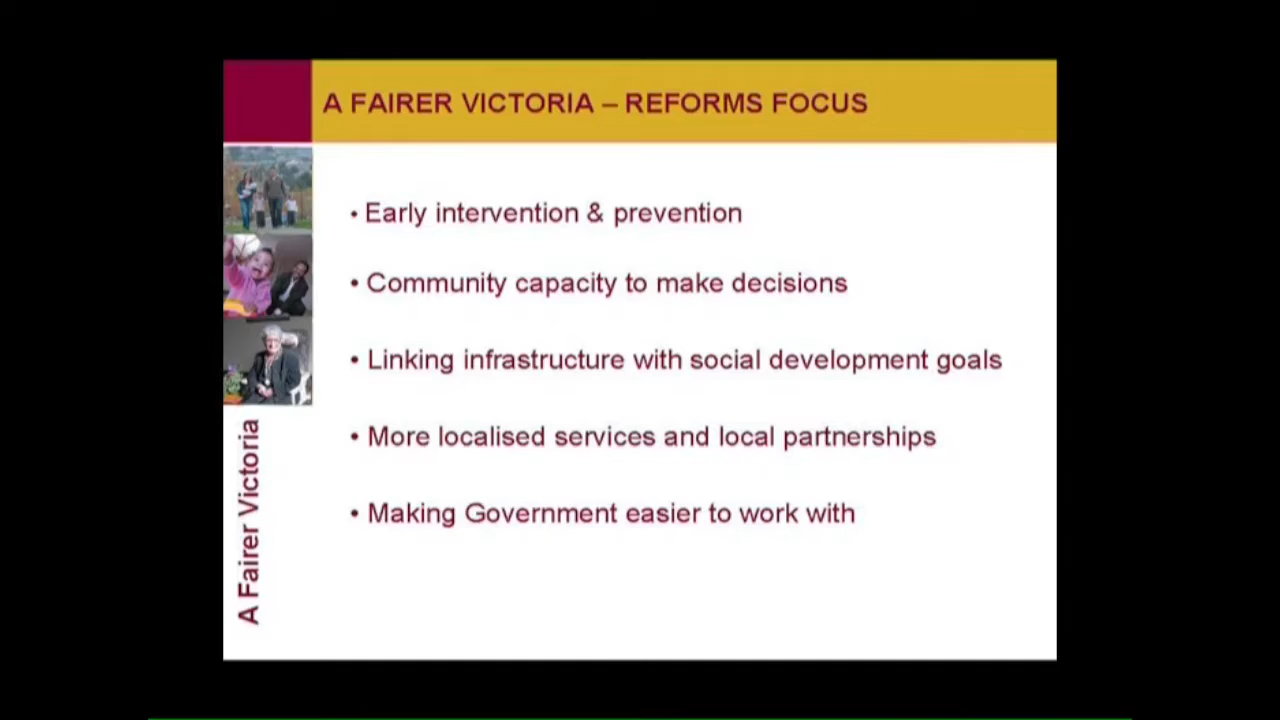 A FAIRER VICTORIA – REFORMS FOCUS
• Early intervention & prevention
• Community capacity to make decisions
• Linking infrastructure with social development goals
• More localised services and local partnerships
• Making Government easier to work with
A Fairer Victoria